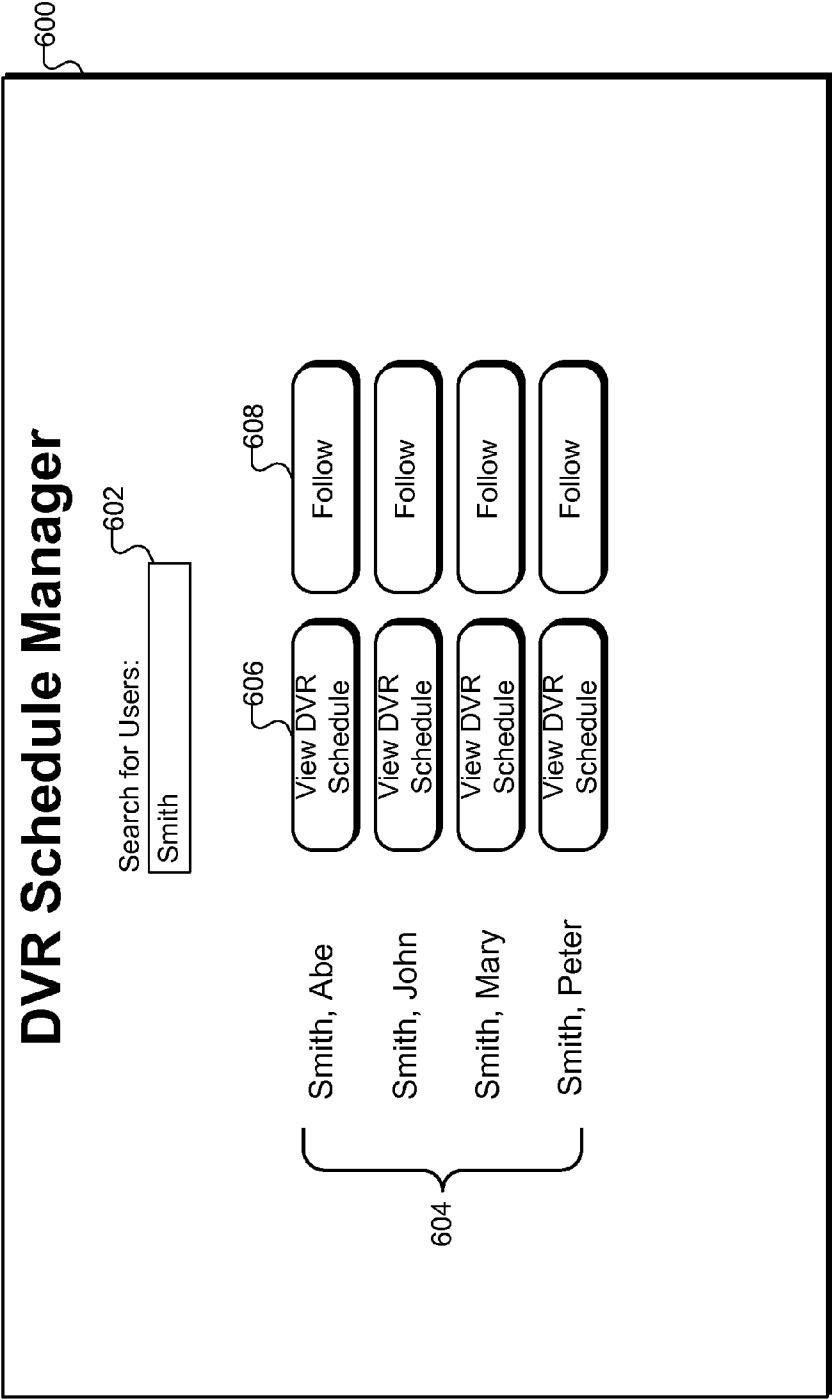 600
DVR Schedule Manager
602
Search for Users:
Smith
606
608
Smith, Abe
View DVR
Schedule
Follow
Smith, John
View DVR
Schedule
Follow
Smith, Mary
View DVR
Schedule
Follow
Smith, Peter
View DVR
Schedule
Follow
604